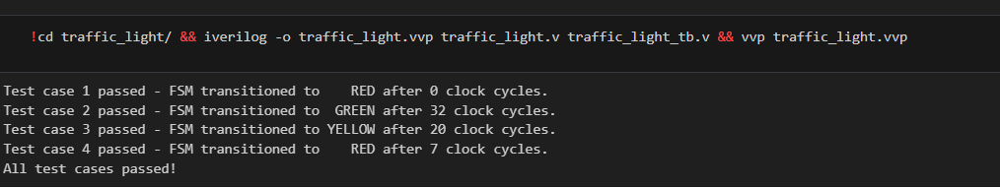 !cd traffic_light/ && iverilog -o traffic_light.vvp traffic_light.v traffic_light_tb.v && vvp traffic_light.vvp
Test case 1 passed - FSM transitioned to    RED after 0 clock cycles.
Test case 2 passed - FSM transitioned to  GREEN after 32 clock cycles.
Test case 3 passed - FSM transitioned to YELLOW after 20 clock cycles.
Test case 4 passed - FSM transitioned to    RED after 7 clock cycles.
All test cases passed!